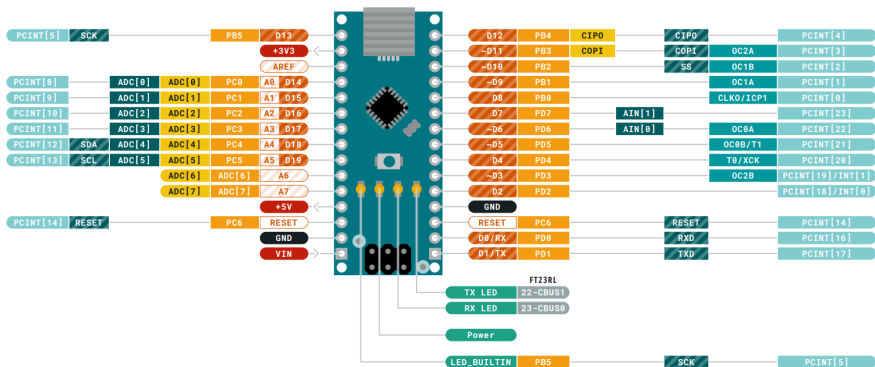 PCINT[5] SCK PB5 D13 ~D12 PB4 CIPO CIPO PCINT[4]
+3V3 ~D11 PB3 COPI COPI OC2A PCINT[3]
AREF ~D10 PB2 SS OC1B PCINT[2]
PCINT[8] ADC[0] ADC[0] PC0 A0 D14 ~D9 PB1 OC1A PCINT[1]
PCINT[9] ADC[1] ADC[1] PC1 A1 D15 D8 PB0 CLKO/ICP1 PCINT[0]
PCINT[10] ADC[2] ADC[2] PC2 A2 D16 D7 PD7 AIN[1] PCINT[23]
PCINT[11] ADC[3] ADC[3] PC3 A3 D17 ~D6 PD6 AIN[0] OC0A PCINT[22]
PCINT[12] SDA ADC[4] ADC[4] PC4 A4 D18 ~D5 PD5 OC0B/T1 PCINT[21]
PCINT[13] SCL ADC[5] ADC[5] PC5 A5 D19 D4 PD4 T0/XCK PCINT[20]
ADC[6] ADC[6] A6 ~D3 PD3 OC2B PCINT[19]/INT[1]
ADC[7] ADC[7] A7 D2 PD2 PCINT[18]/INT[0]
+5V GND
PCINT[14] RESET PC6 RESET RESET PC6 RESET PCINT[14]
GND D0/RX PD0 RXD PCINT[16]
VIN D1/TX PD1 TXD PCINT[17]
FT23RL
TX LED 22-CBUS1
RX LED 23-CBUS0
Power
LED_BUILTIN PB5 SCK PCINT[5]